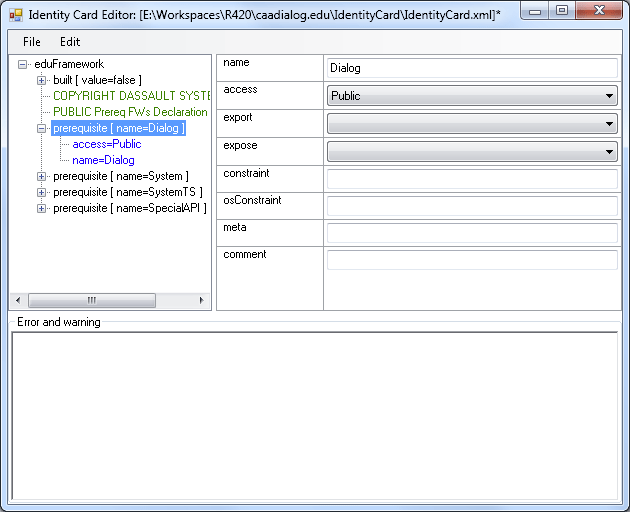 Identity Card Editor: [E:\Workspaces\R420\caadialog.edu\IdentityCard\IdentityCard.xml]*
File Edit
eduFramework
built [ value=false ]
COPYRIGHT DASSAULT SYSTE
PUBLIC Prereq FWs Declaration
prerequisite [ name=Dialog ]
access=Public
name=Dialog
prerequisite [ name=System ]
prerequisite [ name=SystemTS ]
prerequisite [ name=SpecialAPI ]
name Dialog
access Public
export
expose
constraint
osConstraint
meta
comment
Error and warning